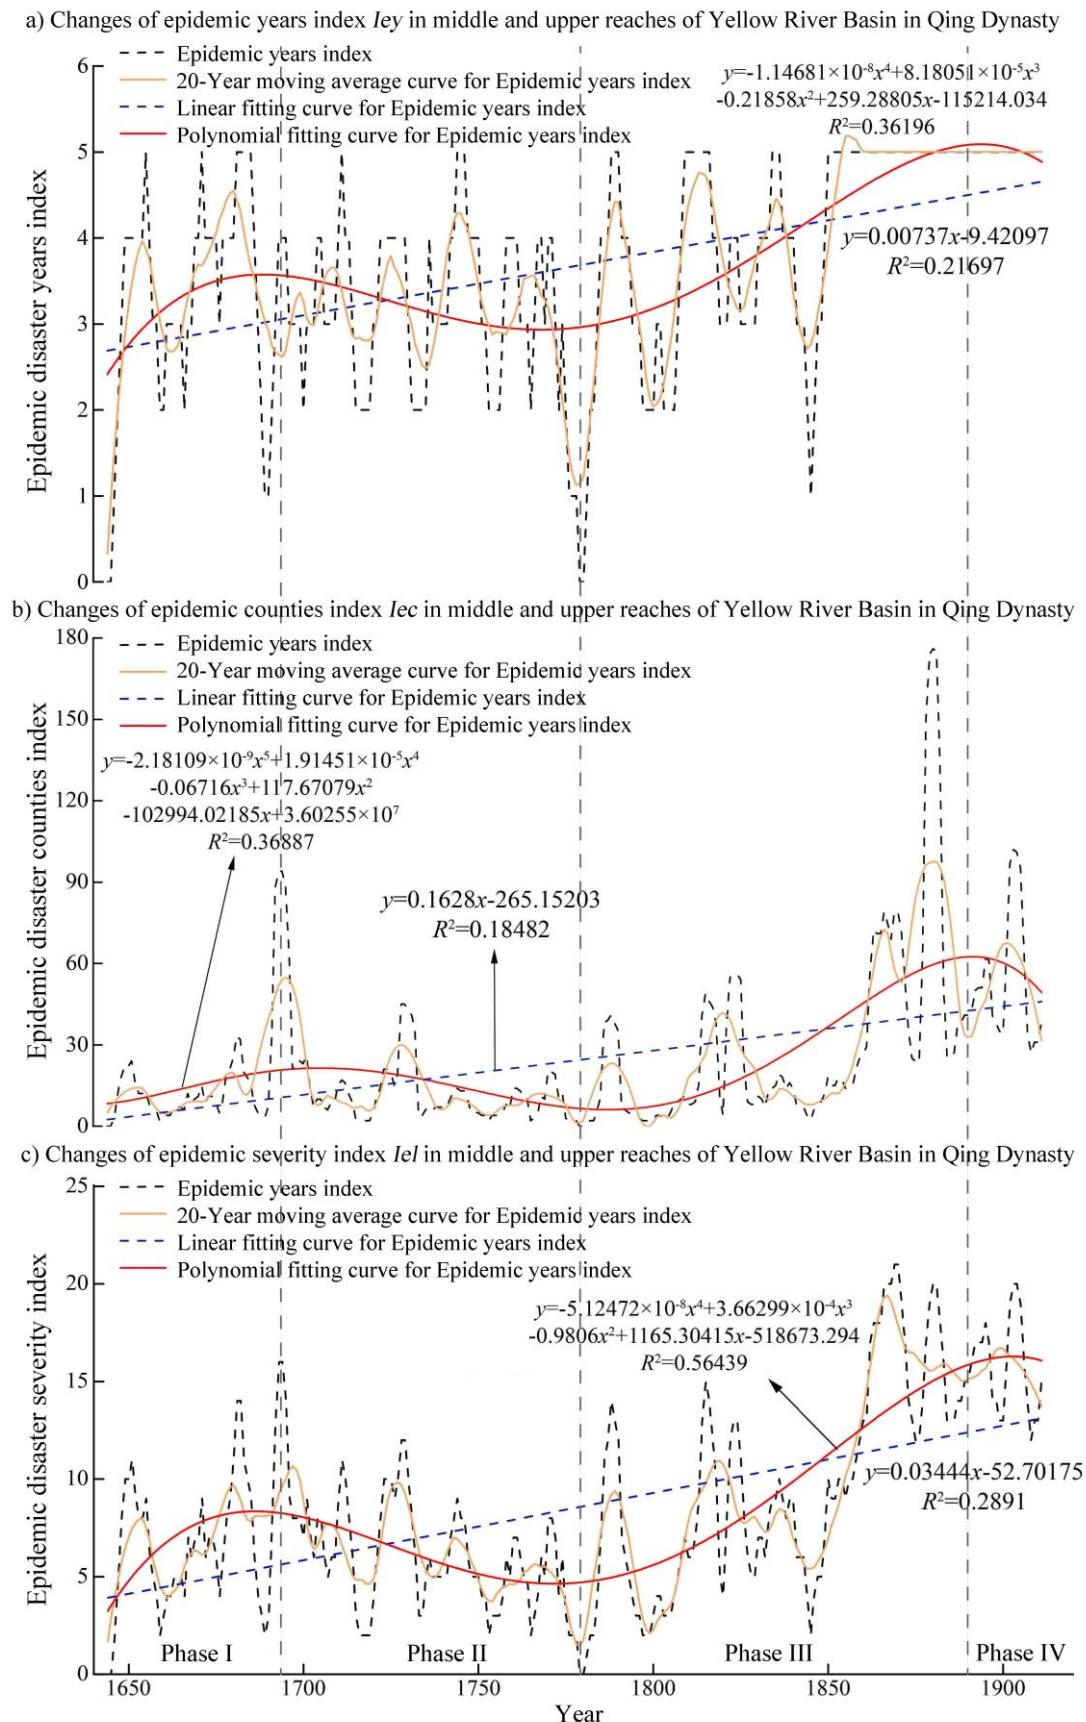 a) Changes of epidemic years index Iey in middle and upper reaches of Yellow River Basin in Qing Dynasty
Epidemic years index
20-Year moving average curve for Epidemic years index
Linear fitting curve for Epidemic years index
Polynomial fitting curve for Epidemic years index
y=-1.14681×10⁻⁸x⁴+8.18051×10⁻⁵x³
-0.21858x²+259.28805x-115214.034
R²=0.36196
y=0.00737x-9.42097
R²=0.21697
Epidemic disaster years index
6
5
4
3
2
1
0
b) Changes of epidemic counties index Iec in middle and upper reaches of Yellow River Basin in Qing Dynasty
Epidemic years index
20-Year moving average curve for Epidemic years index
Linear fitting curve for Epidemic years index
Polynomial fitting curve for Epidemic years index
y=-2.18109×10⁻⁹x⁵+1.91451×10⁻⁵x⁴
-0.06716x³+117.67079x²
-102994.02185x+3.60255×10⁷
R²=0.36887
y=0.1628x-265.15203
R²=0.18482
Epidemic disaster counties index
180
150
120
90
60
30
0
c) Changes of epidemic severity index Iel in middle and upper reaches of Yellow River Basin in Qing Dynasty
Epidemic years index
20-Year moving average curve for Epidemic years index
Linear fitting curve for Epidemic years index
Polynomial fitting curve for Epidemic years index
y=-5.12472×10⁻⁸x⁴+3.66299×10⁻⁴x³
-0.9806x²+1165.30415x-518673.294
R²=0.56439
y=0.03444x-52.70175
R²=0.2891
Epidemic disaster severity index
25
20
15
10
5
0
Phase I
Phase II
Phase III
Phase IV
1650
1700
1750
1800
1850
1900
Year